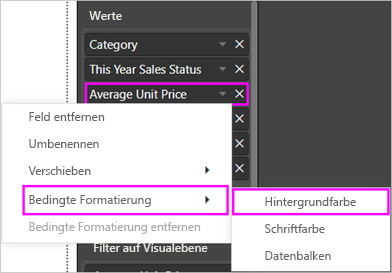 Werte
Category
This Year Sales Status
Average Unit Price
Feld entfernen
Umbenennen
Verschieben
Bedingte Formatierung
Bedingte Formatierung entfernen
Hintergrundfarbe
Schriftfarbe
Datenbalken
Filter auf Visualebene